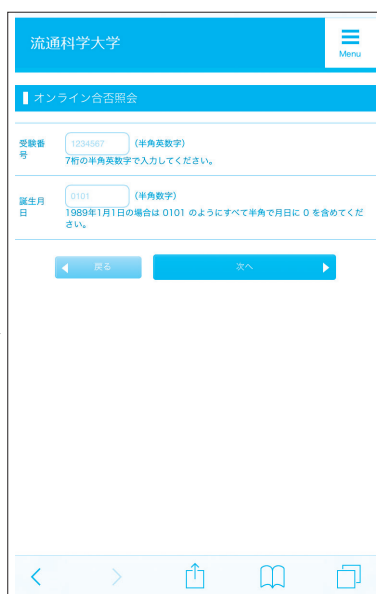 流通科学大学
Menu
オンライン合否照会
受験番号
1234567
(半角英数字)
7桁の半角英数字で入力してください。
誕生月日
0101
(半角数字)
1989年1月1日の場合は 0101 のようにすべて半角で月日に 0 を含めてくだ
さい。
戻る
次へ